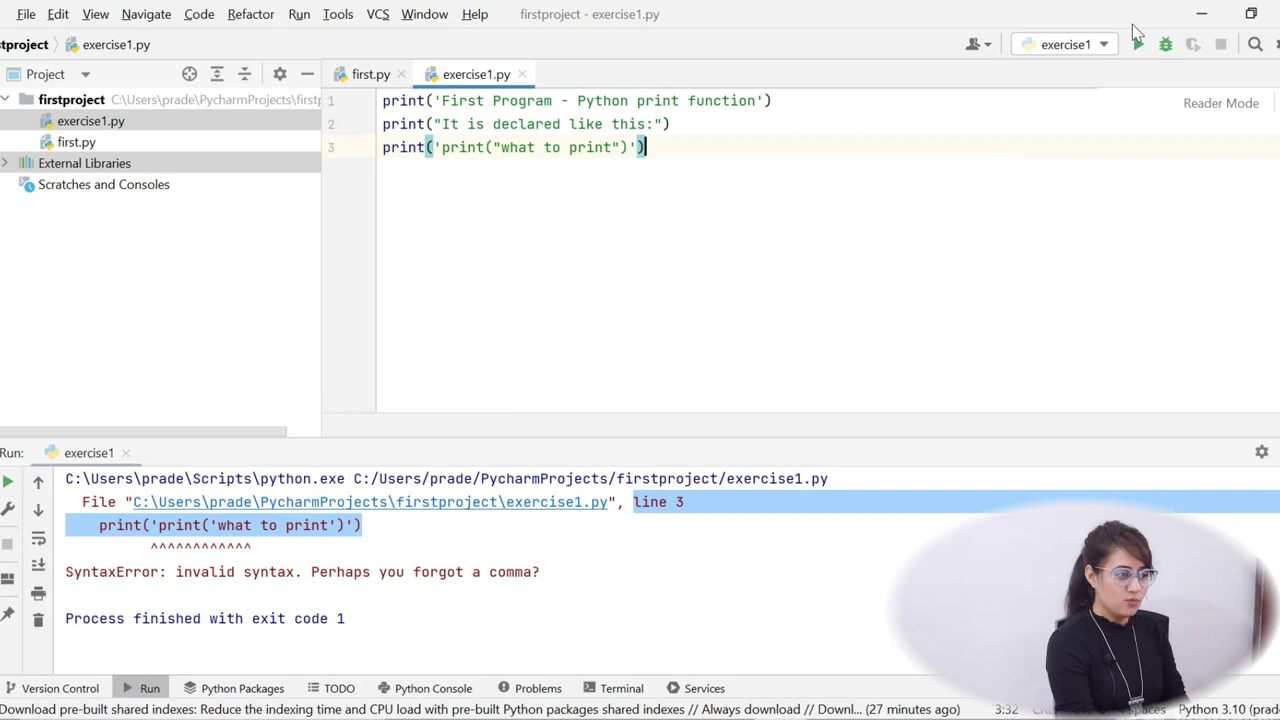 File Edit View Navigate Code Refactor Run Tools VCS Window Help firstproject - exercise1.py
stproject exercise1.py exercise1
Project first.py exercise1.py
firstproject C:\Users\prade\PycharmProjects\firstp
exercise1.py
first.py
External Libraries
Scratches and Consoles
1 print('First Program - Python print function')
2 print("It is declared like this:")
3 print('print("what to print")')
Reader Mode
Run: exercise1
C:\Users\prade\Scripts\python.exe C:/Users/prade/PycharmProjects/firstproject/exercise1.py
File "C:\Users\prade\PycharmProjects\firstproject\exercise1.py", line 3
print('print('what to print')')
^^^^^^^^^^^^
SyntaxError: invalid syntax. Perhaps you forgot a comma?
Process finished with exit code 1
Version Control Run Python Packages TODO Python Console Problems Terminal Services
Download pre-built shared indexes: Reduce the indexing time and CPU load with pre-built Python packages shared indexes // Always download // Downl... (27 minutes ago) 3:32 Python 3.10 (prad